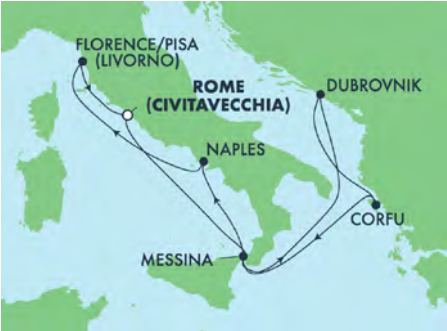 FLORENCE/PISA
(LIVORNO)
ROME
(CIVITAVECCHIA)
DUBROVNIK
NAPLES
CORFU
MESSINA